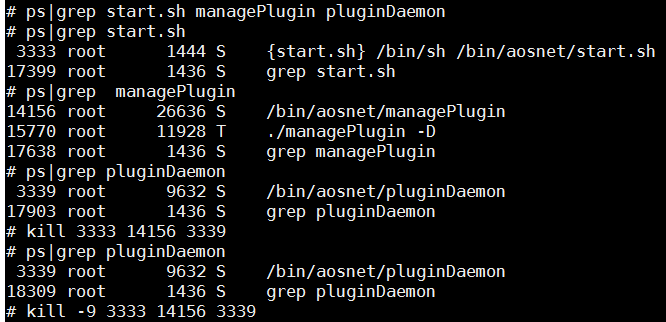 # ps|grep start.sh managePlugin pluginDaemon
# ps|grep start.sh
 3333 root      1444 S    {start.sh} /bin/sh /bin/aosnet/start.sh
17399 root      1436 S    grep start.sh
# ps|grep  managePlugin
14156 root     26636 S    /bin/aosnet/managePlugin
15770 root     11928 T    ./managePlugin -D
17638 root      1436 S    grep managePlugin
# ps|grep pluginDaemon
 3339 root      9632 S    /bin/aosnet/pluginDaemon
17903 root      1436 S    grep pluginDaemon
# kill 3333 14156 3339
# ps|grep pluginDaemon
 3339 root      9632 S    /bin/aosnet/pluginDaemon
18309 root      1436 S    grep pluginDaemon
# kill -9 3333 14156 3339